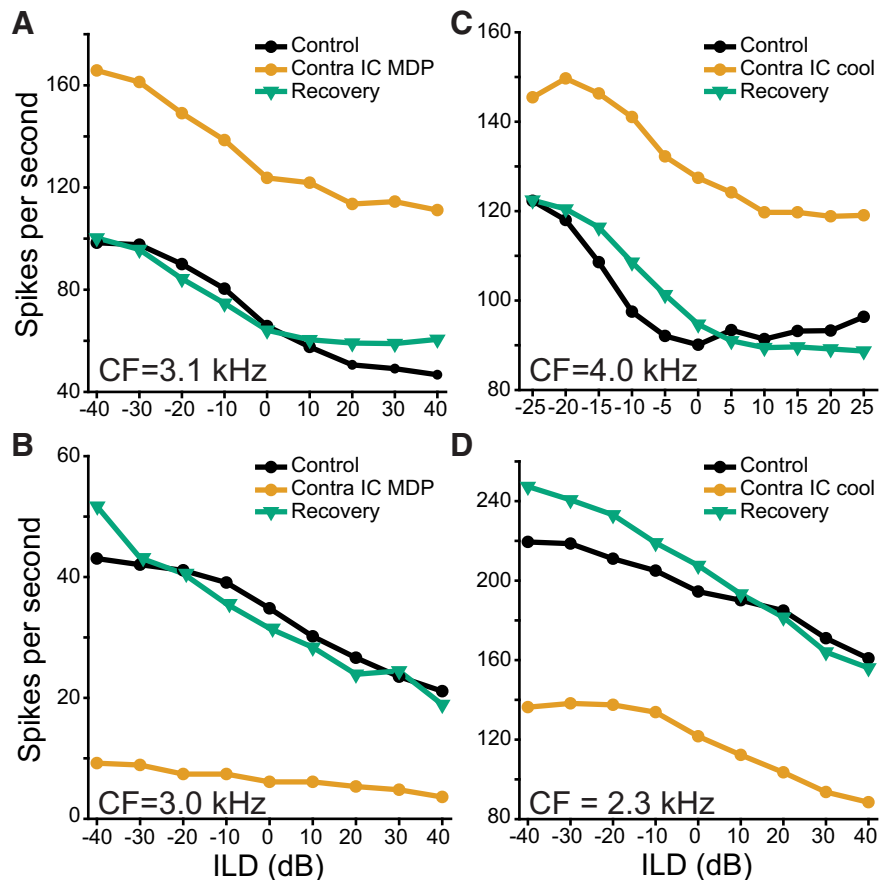 A
Spikes per second
160
120
80
40
Control
Contra IC MDP
Recovery
CF=3.1 kHz
-40 -30 -20 -10 0 10 20 30 40
C
160
140
120
100
80
Control
Contra IC cool
Recovery
CF=4.0 kHz
-25 -20 -15 -10 -5 0 5 10 15 20 25
B
Spikes per second
60
40
20
0
Control
Contra IC MDP
Recovery
CF=3.0 kHz
-40 -30 -20 -10 0 10 20 30 40
ILD (dB)
D
240
200
160
120
80
Control
Contra IC cool
Recovery
CF = 2.3 kHz
-40 -30 -20 -10 0 10 20 30 40
ILD (dB)